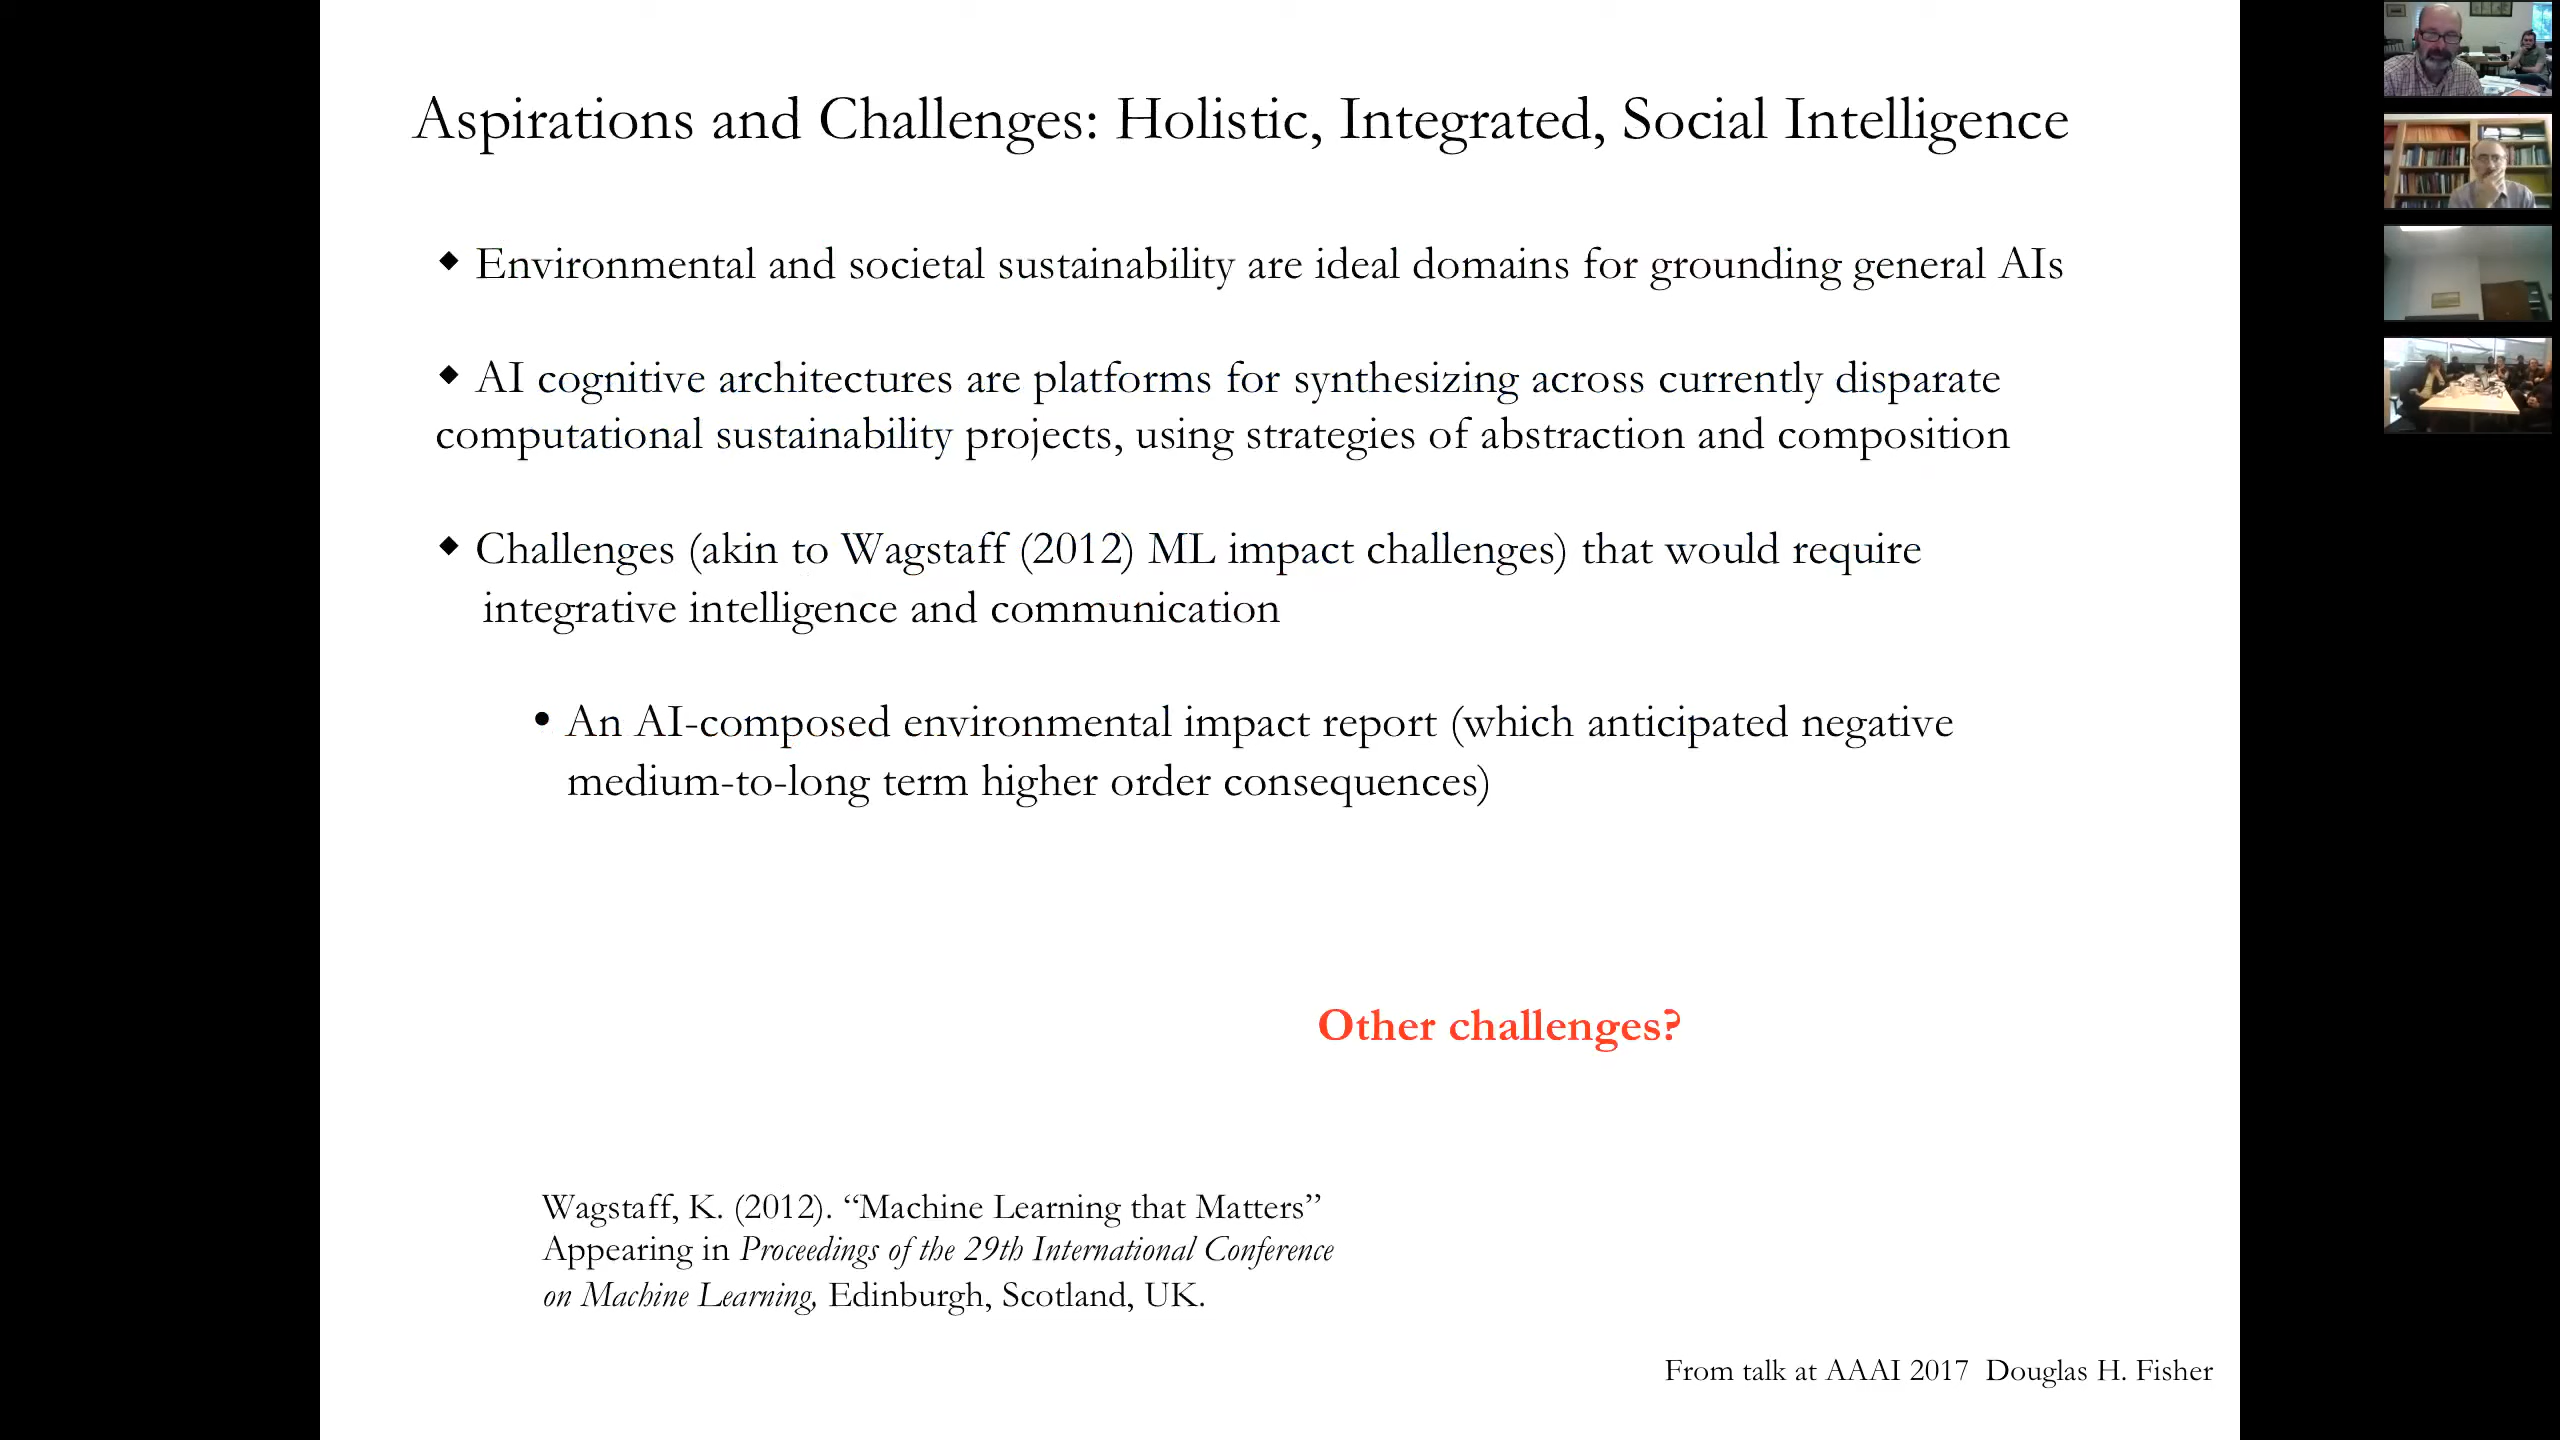 Aspirations and Challenges: Holistic, Integrated, Social Intelligence
◆ Environmental and societal sustainability are ideal domains for grounding general AIs
◆ AI cognitive architectures are platforms for synthesizing across currently disparate
computational sustainability projects, using strategies of abstraction and composition
◆ Challenges (akin to Wagstaff (2012) ML impact challenges) that would require
integrative intelligence and communication
• An AI-composed environmental impact report (which anticipated negative
medium-to-long term higher order consequences)
Other challenges?
Wagstaff, K. (2012). “Machine Learning that Matters”
Appearing in Proceedings of the 29th International Conference
on Machine Learning, Edinburgh, Scotland, UK.
From talk at AAAI 2017 Douglas H. Fisher